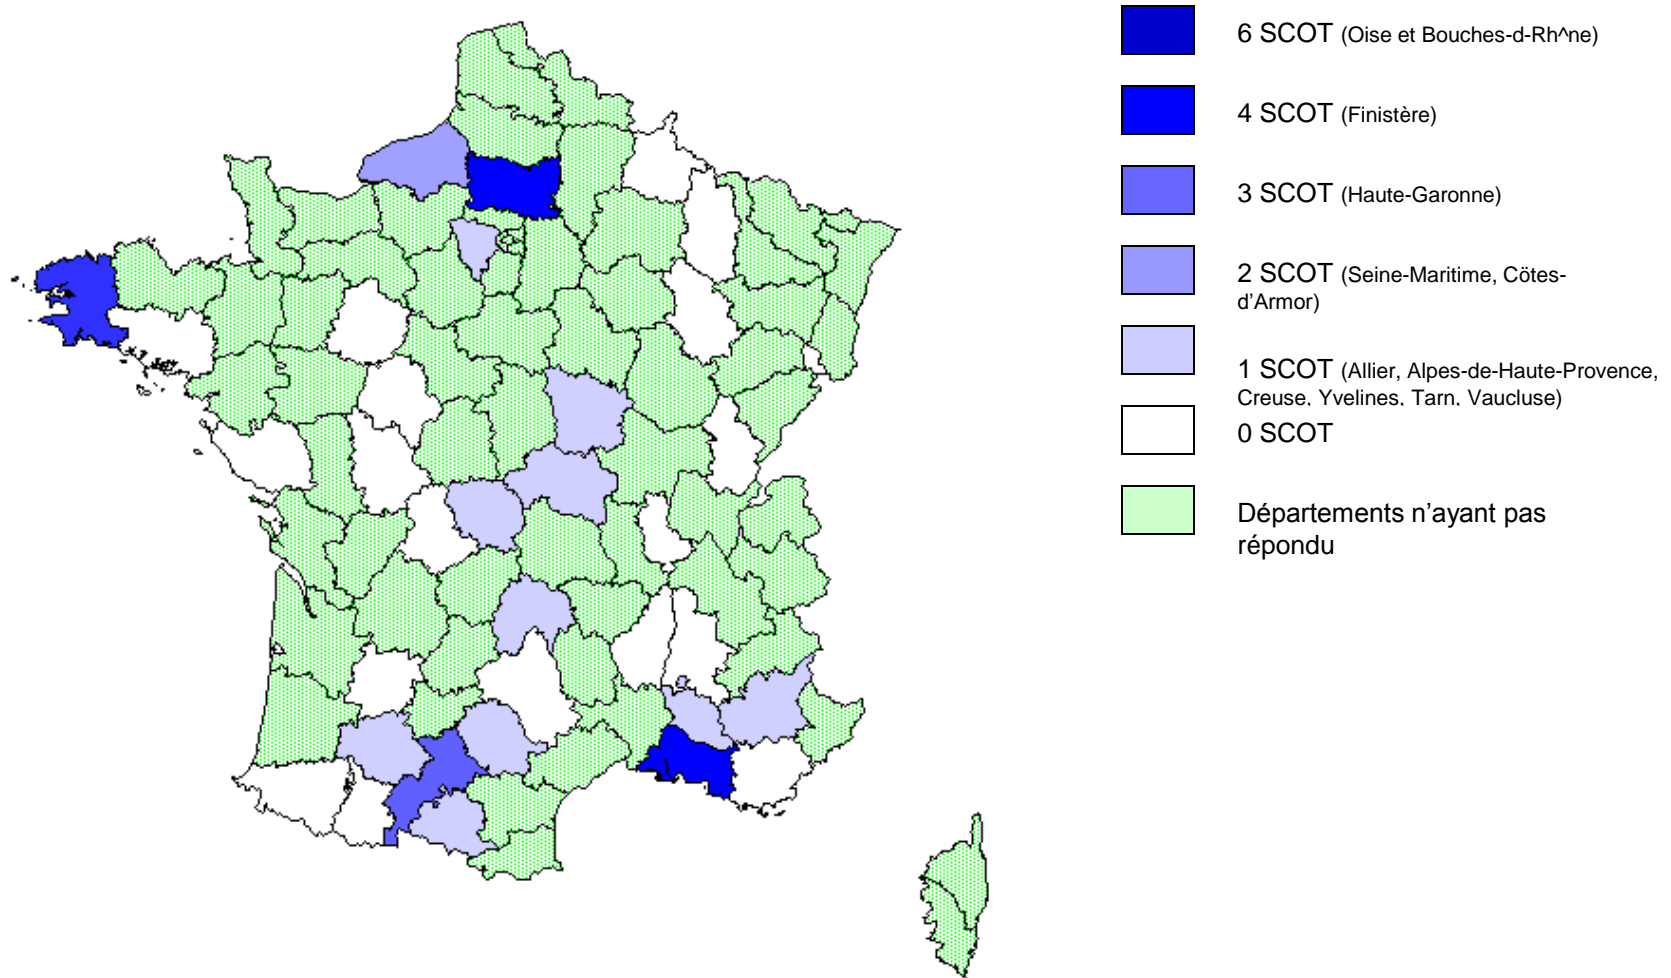 6 SCOT (Oise et Bouches-d-Rh^ne)
4 SCOT (Finistère)
3 SCOT (Haute-Garonne)
2 SCOT (Seine-Maritime, Cötes-
d'Armor)
1 SCOT (Allier, Alpes-de-Haute-Provence,
Creuse, Yvelines, Tarn, Vaucluse)
0 SCOT
Départements n'ayant pas
répondu